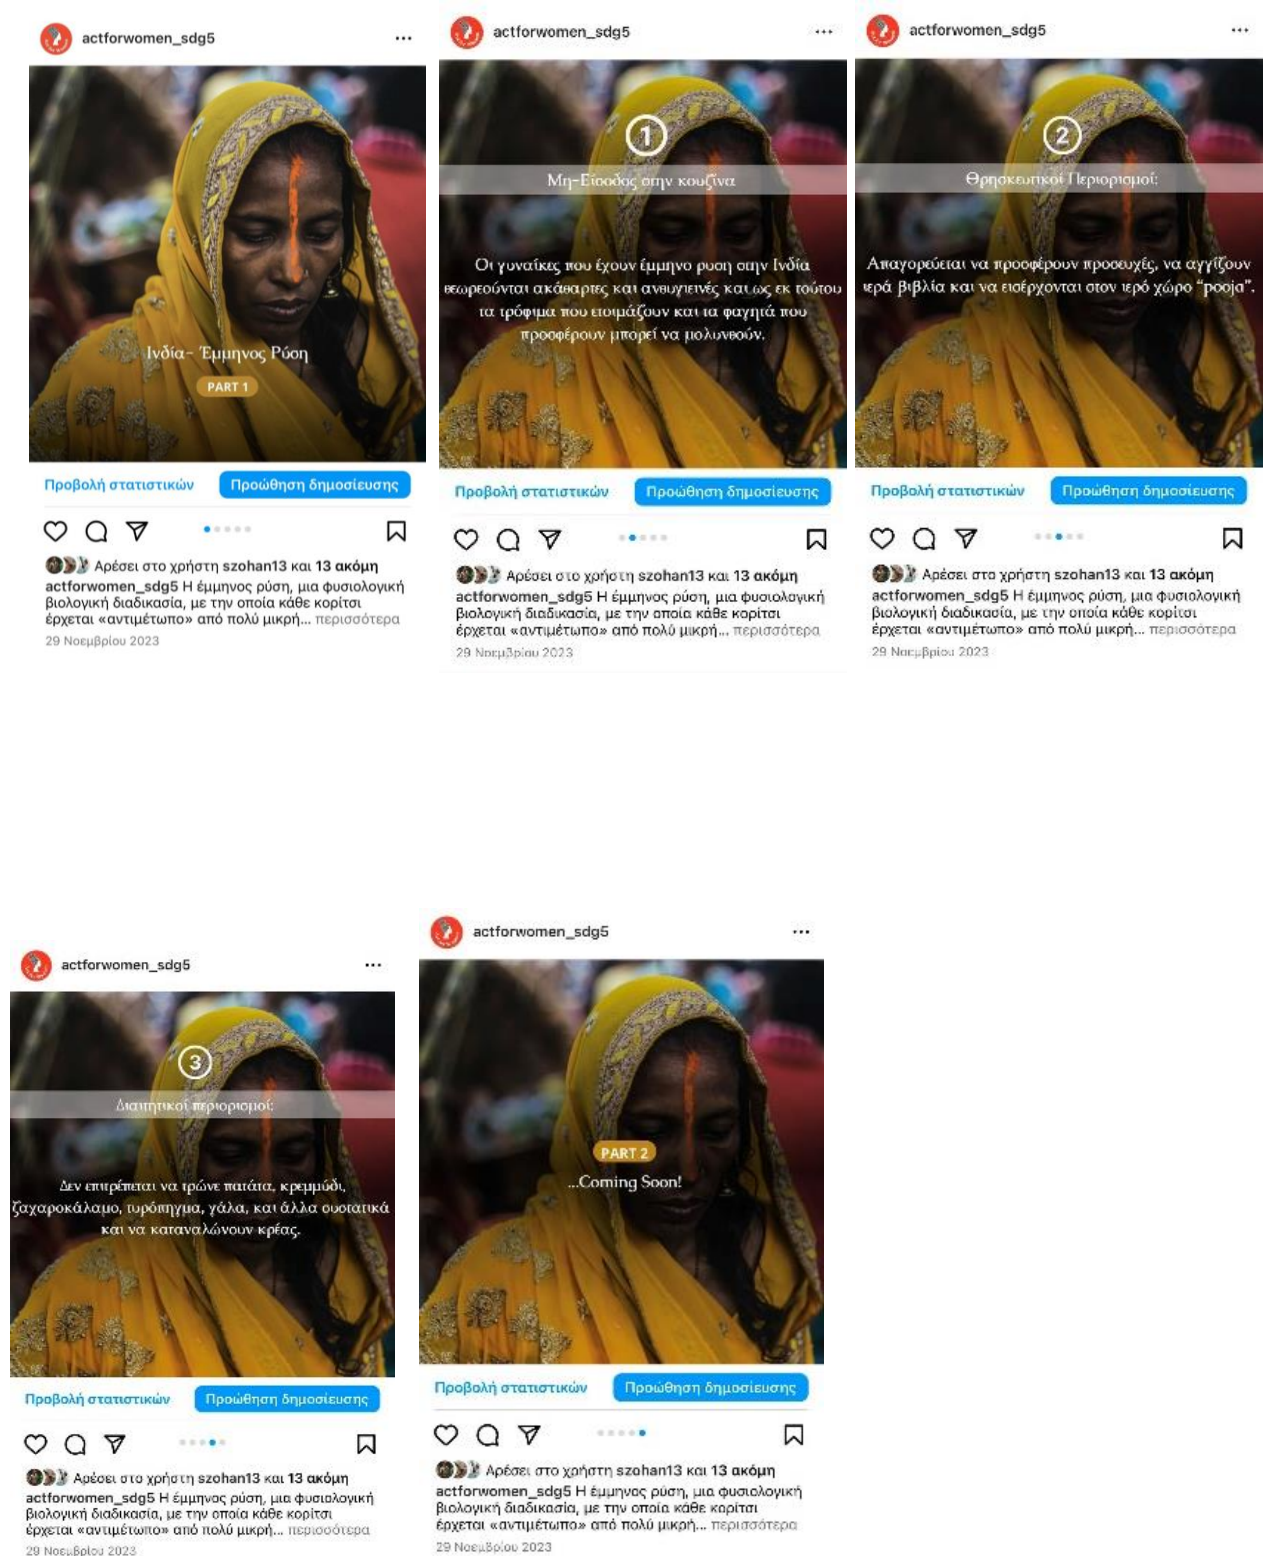 actforwomen_sdg5
Ινδία- Έμμηνος Ρύση
PART 1
Προβολή στατιστικών
Προώθηση δημοσίευσης
Αρέσει στο χρήστη szohan13 και 13 ακόμη
actforwomen_sdg5 Η έμμηνος ρύση, μια φυσιολογική
βιολογική διαδικασία, με την οποία κάθε κορίτσι
έρχεται «αντιμέτωπο» από πολύ μικρή... περισσότερα
29 Νοεμβρίου 2023
actforwomen_sdg5
1
Μη-Είσοδος στην κουζίνα
Οι γυναίκες που έχουν έμμηνο ρυση στην Ινδία
θεωρεούνται ακάθαρτες και ανθυγιεινές και ως εκ τούτου
τα τρόφιμα που ετοιμάζουν και τα φαγητά που
προσφέρουν μπορεί να μολυνθούν.
Προβολή στατιστικών
Προώθηση δημοσίευσης
Αρέσει στο χρήστη szohan13 και 13 ακόμη
actforwomen_sdg5 Η έμμηνος ρύση, μια φυσιολογική
βιολογική διαδικασία, με την οποία κάθε κορίτσι
έρχεται «αντιμέτωπο» από πολύ μικρή... περισσότερα
29 Νοεμβρίου 2023
actforwomen_sdg5
2
Θρησκευτικοί Περιορισμοί:
Απαγορεύεται να προσφέρουν προσευχές, να αγγίζουν
ιερά βιβλία και να εισέρχονται στον ιερό χώρο “pooja”.
Προβολή στατιστικών
Προώθηση δημοσίευσης
Αρέσει στο χρήστη szohan13 και 13 ακόμη
actforwomen_sdg5 Η έμμηνος ρύση, μια φυσιολογική
βιολογική διαδικασία, με την οποία κάθε κορίτσι
έρχεται «αντιμέτωπο» από πολύ μικρή... περισσότερα
29 Νοεμβρίου 2023
actforwomen_sdg5
3
Διαιτητικοί περιορισμοί:
Δεν επιτρέπεται να τρώνε πατάτα, κρεμμύδι,
ζαχαροκάλαμο, τυρόπηγμα, γάλα, και άλλα συστατικά
και να καταναλώνουν κρέας.
Προβολή στατιστικών
Προώθηση δημοσίευσης
Αρέσει στο χρήστη szohan13 και 13 ακόμη
actforwomen_sdg5 Η έμμηνος ρύση, μια φυσιολογική
βιολογική διαδικασία, με την οποία κάθε κορίτσι
έρχεται «αντιμέτωπο» από πολύ μικρή... περισσότερα
29 Νοεμβρίου 2023
actforwomen_sdg5
PART 2
...Coming Soon!
Προβολή στατιστικών
Προώθηση δημοσίευσης
Αρέσει στο χρήστη szohan13 και 13 ακόμη
actforwomen_sdg5 Η έμμηνος ρύση, μια φυσιολογική
βιολογική διαδικασία, με την οποία κάθε κορίτσι
έρχεται «αντιμέτωπο» από πολύ μικρή... περισσότερα
29 Νοεμβρίου 2023